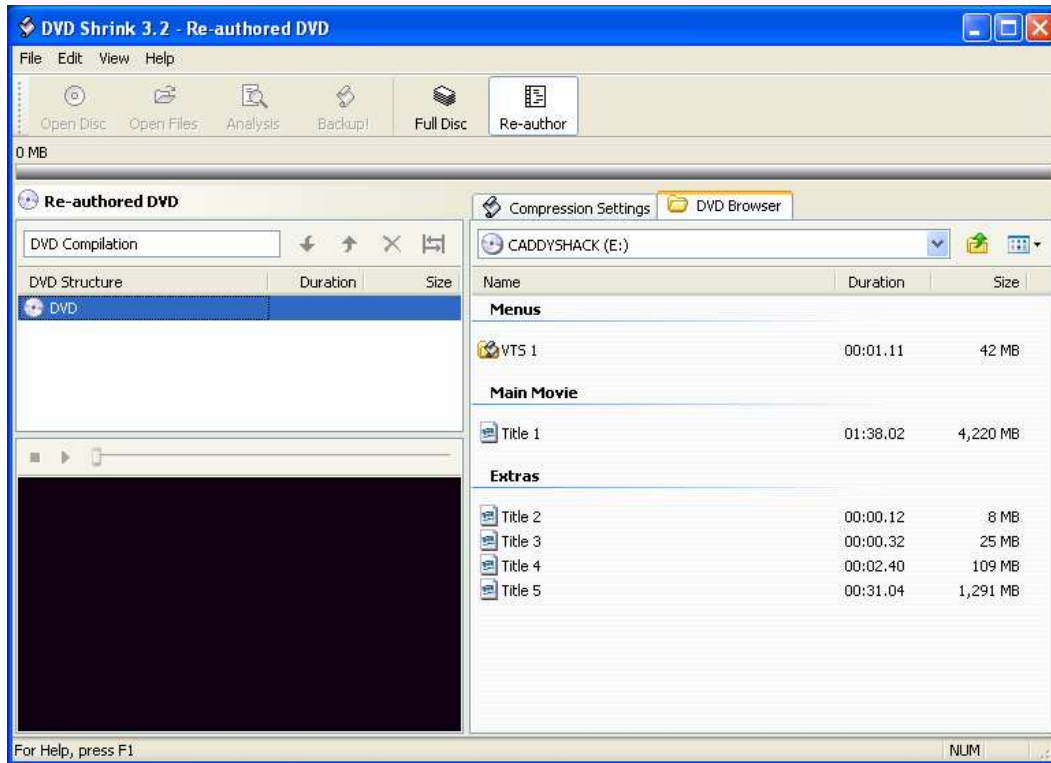 DVD Shrink 3.2 - Re-authored DVD
File Edit View Help
Open Disc Open Files Analysis Backup! Full Disc Re-author
0 MB
Re-authored DVD
Compression Settings DVD Browser
DVD Compilation
CADDYSHACK (E:)
DVD Structure Duration Size
Name Duration Size
DVD
Menus
VTS 1 00:01.11 42 MB
Main Movie
Title 1 01:38.02 4,220 MB
Extras
Title 2 00:00.12 8 MB
Title 3 00:00.32 25 MB
Title 4 00:02.40 109 MB
Title 5 00:31.04 1,291 MB
For Help, press F1
NUM